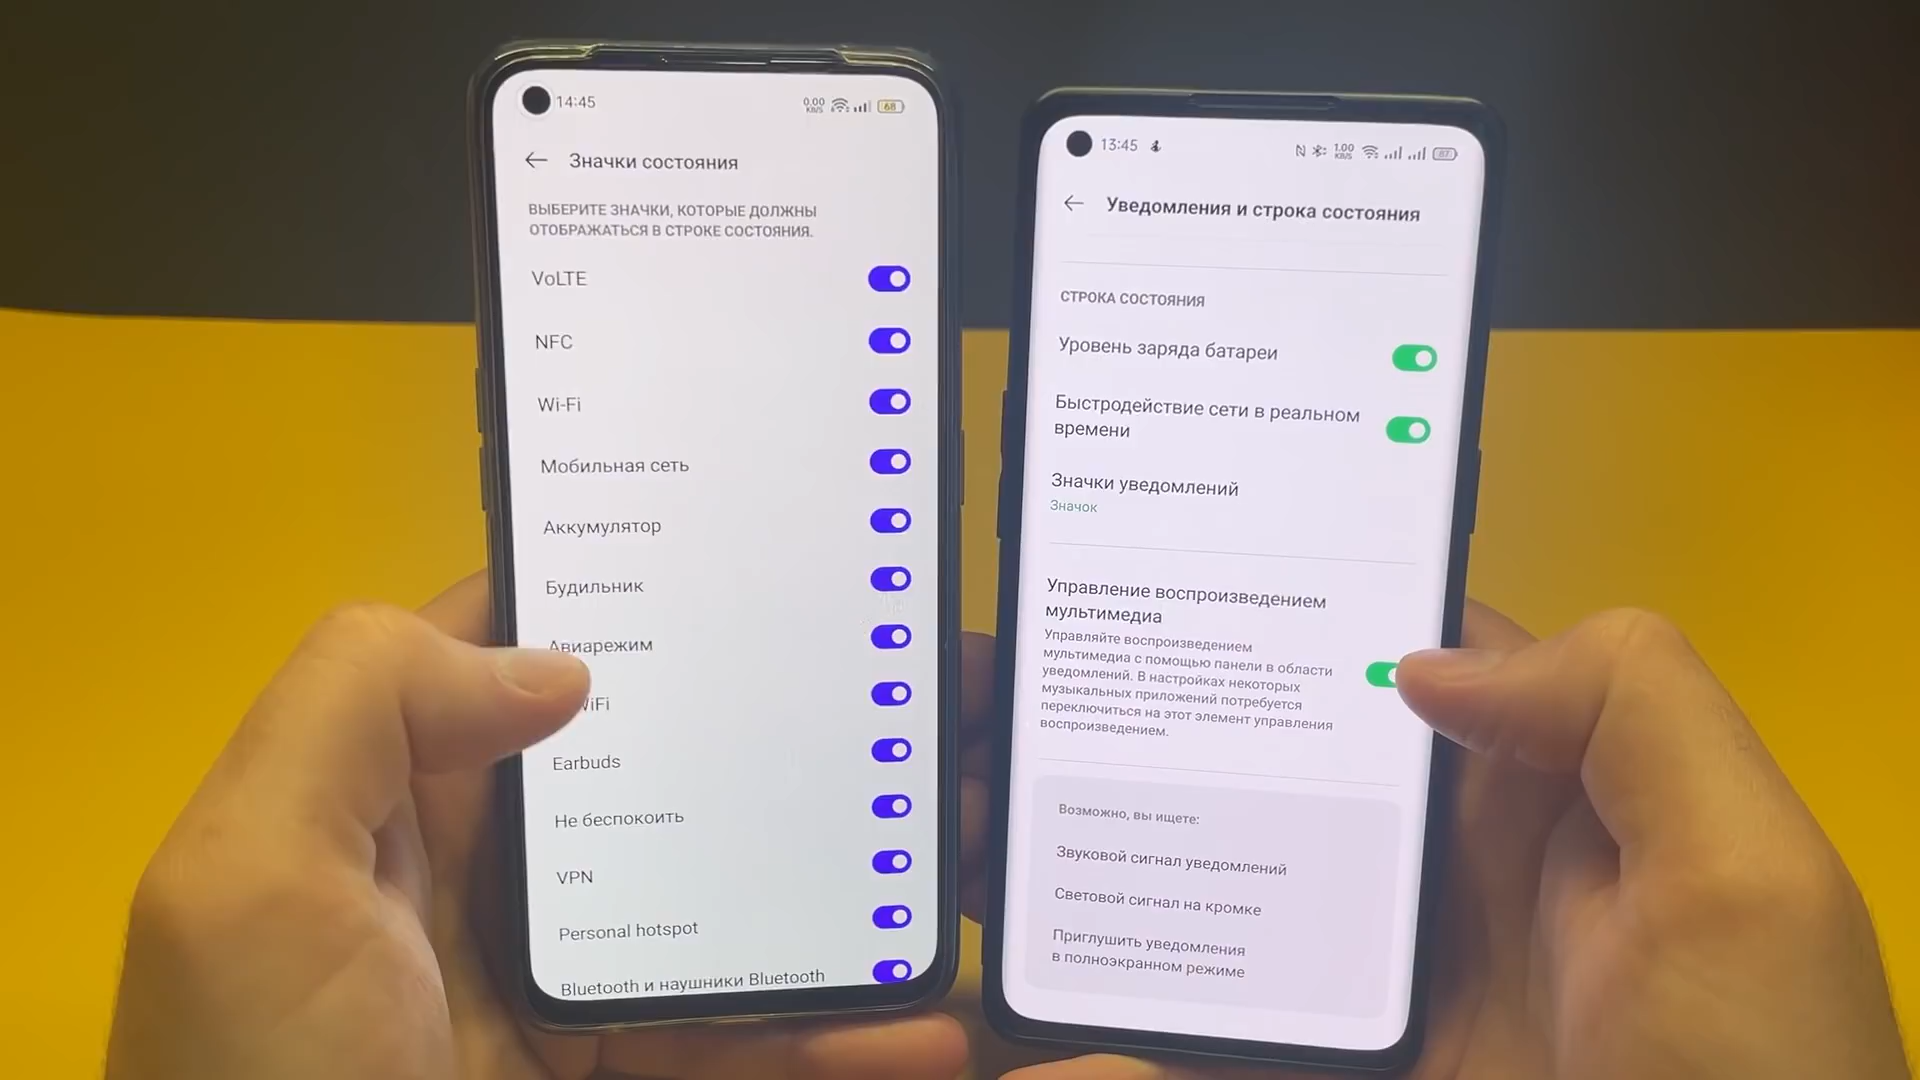 14:45
0.00
KB/S
68
Значки состояния
ВЫБЕРИТЕ ЗНАЧКИ, КОТОРЫЕ ДОЛЖНЫ
ОТОБРАЖАТЬСЯ В СТРОКЕ СОСТОЯНИЯ.
VoLTE
NFC
Wi-Fi
Мобильная сеть
Аккумулятор
Будильник
Авиарежим
WiFi
Earbuds
Не беспокоить
VPN
Personal hotspot
Bluetooth и наушники Bluetooth
13:45
1.00
KB/S
87
Уведомления и строка состояния
СТРОКА СОСТОЯНИЯ
Уровень заряда батареи
Быстродействие сети в реальном
времени
Значки уведомлений
Значок
Управление воспроизведением
мультимедиа
Управляйте воспроизведением
мультимедиа с помощью панели в области
уведомлений. В настройках некоторых
музыкальных приложений потребуется
переключиться на этот элемент управления
воспроизведением.
Возможно, вы ищете:
Звуковой сигнал уведомлений
Световой сигнал на кромке
Приглушить уведомления
в полноэкранном режиме